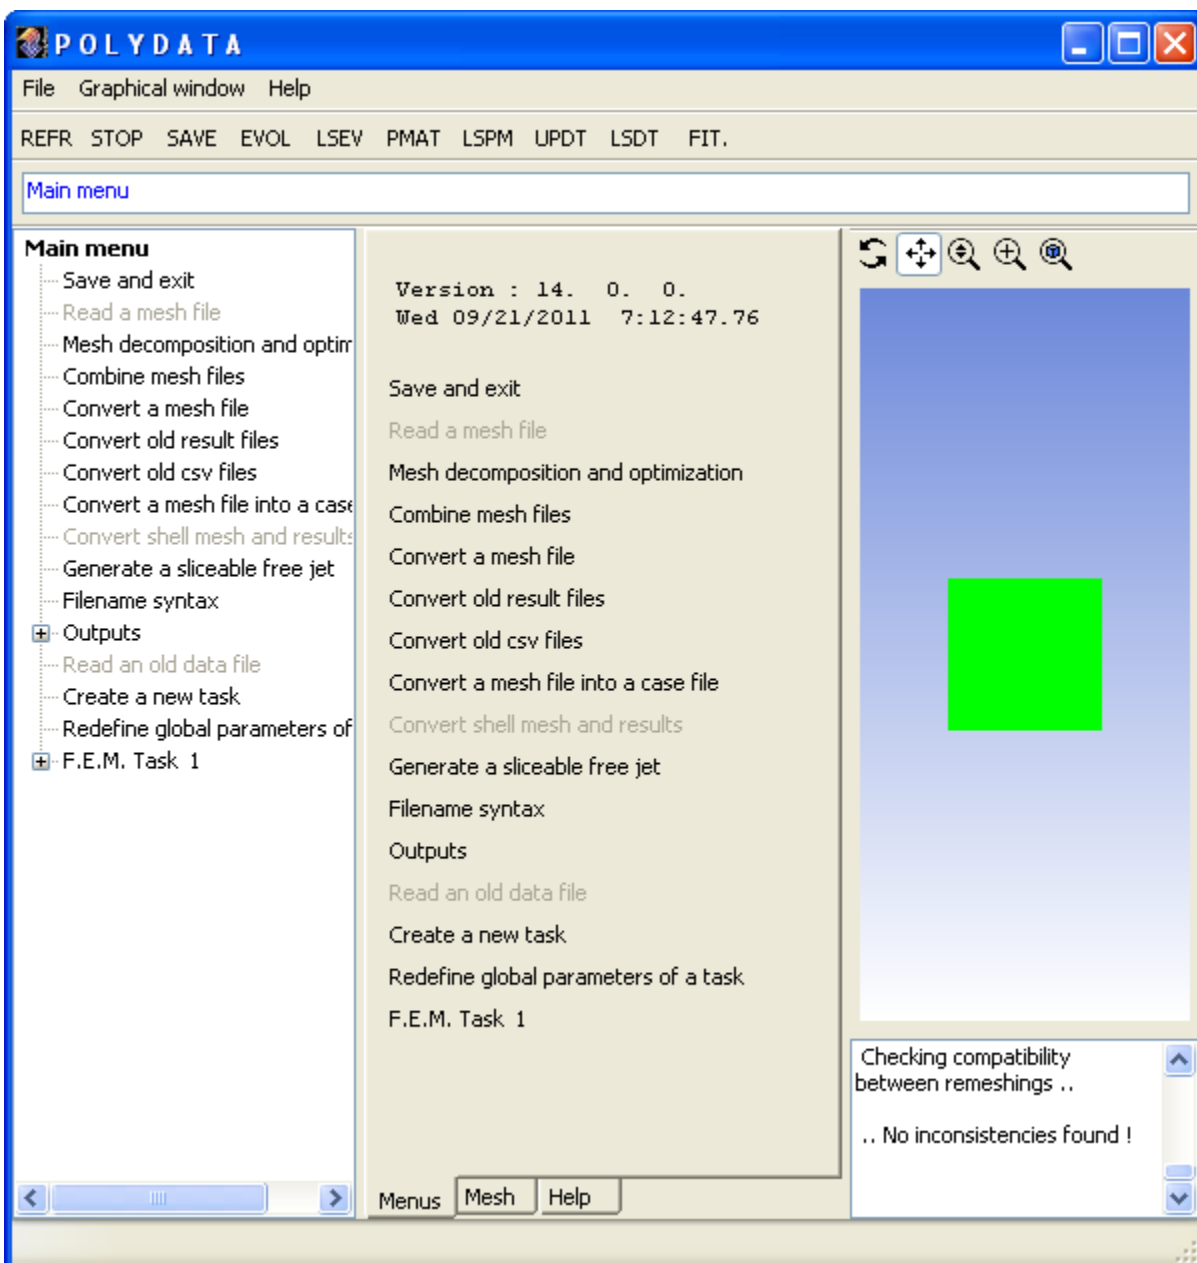 POLYDATA
File Graphical window Help
REFR STOP SAVE EVOL LSEV PMAT LSPM UPDT LSDT FIT.
Main menu
Main menu
Save and exit
Read a mesh file
Mesh decomposition and optim
Combine mesh files
Convert a mesh file
Convert old result files
Convert old csv files
Convert a mesh file into a case
Convert shell mesh and results
Generate a sliceable free jet
Filename syntax
Outputs
Read an old data file
Create a new task
Redefine global parameters of
F.E.M. Task 1
Version : 14. 0. 0.
Wed 09/21/2011 7:12:47.76
Save and exit
Read a mesh file
Mesh decomposition and optimization
Combine mesh files
Convert a mesh file
Convert old result files
Convert old csv files
Convert a mesh file into a case file
Convert shell mesh and results
Generate a sliceable free jet
Filename syntax
Outputs
Read an old data file
Create a new task
Redefine global parameters of a task
F.E.M. Task 1
Menus Mesh Help
Checking compatibility
between remeshings ..
.. No inconsistencies found !